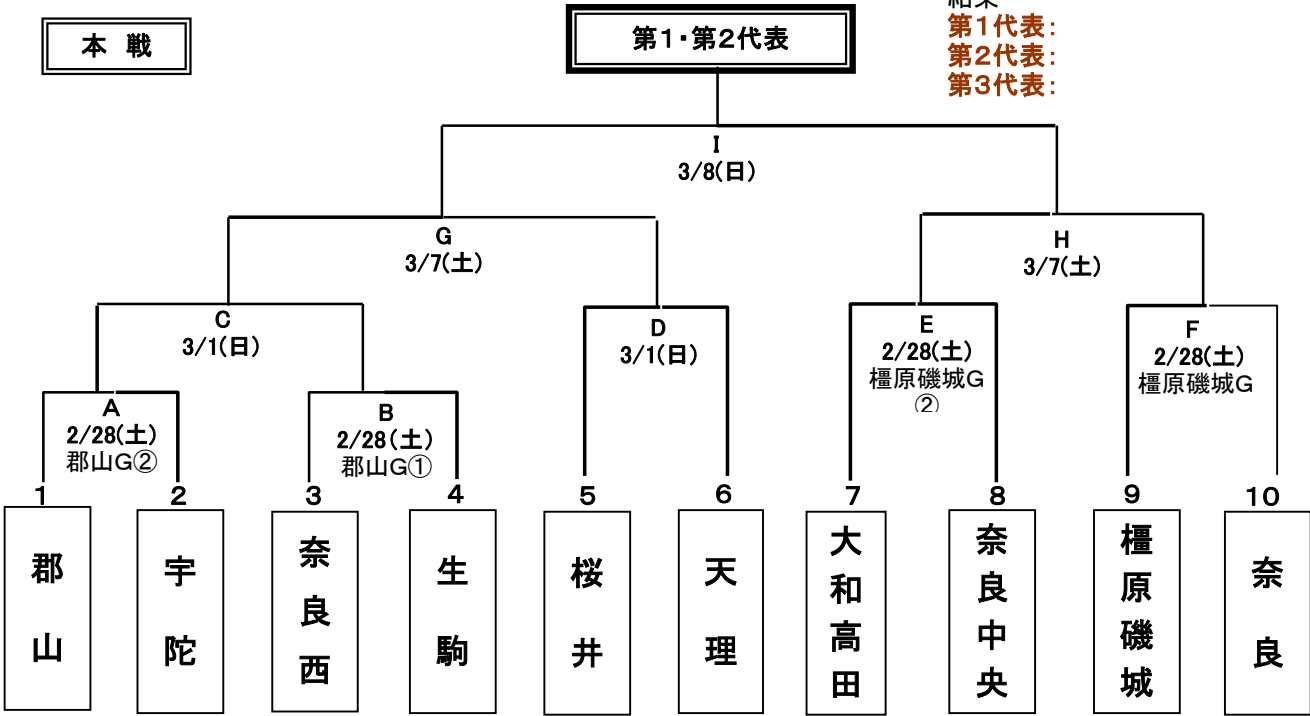 結果
本 戦
第1・第2代表
第1代表:
第2代表:
第3代表:
I
3/8(日)
G
3/7(土)
H
3/7(土)
C
3/1(日)
D
3/1(日)
E
2/28(土)
橿原磯城G
②
F
2/28(土)
橿原磯城G
A
2/28(土)
郡山G②
B
2/28(土)
郡山G①
1
2
3
4
5
6
7
8
9
10
郡山
宇陀
奈良西
生駒
桜井
天理
大和高田
奈良中央
橿原磯城
奈良